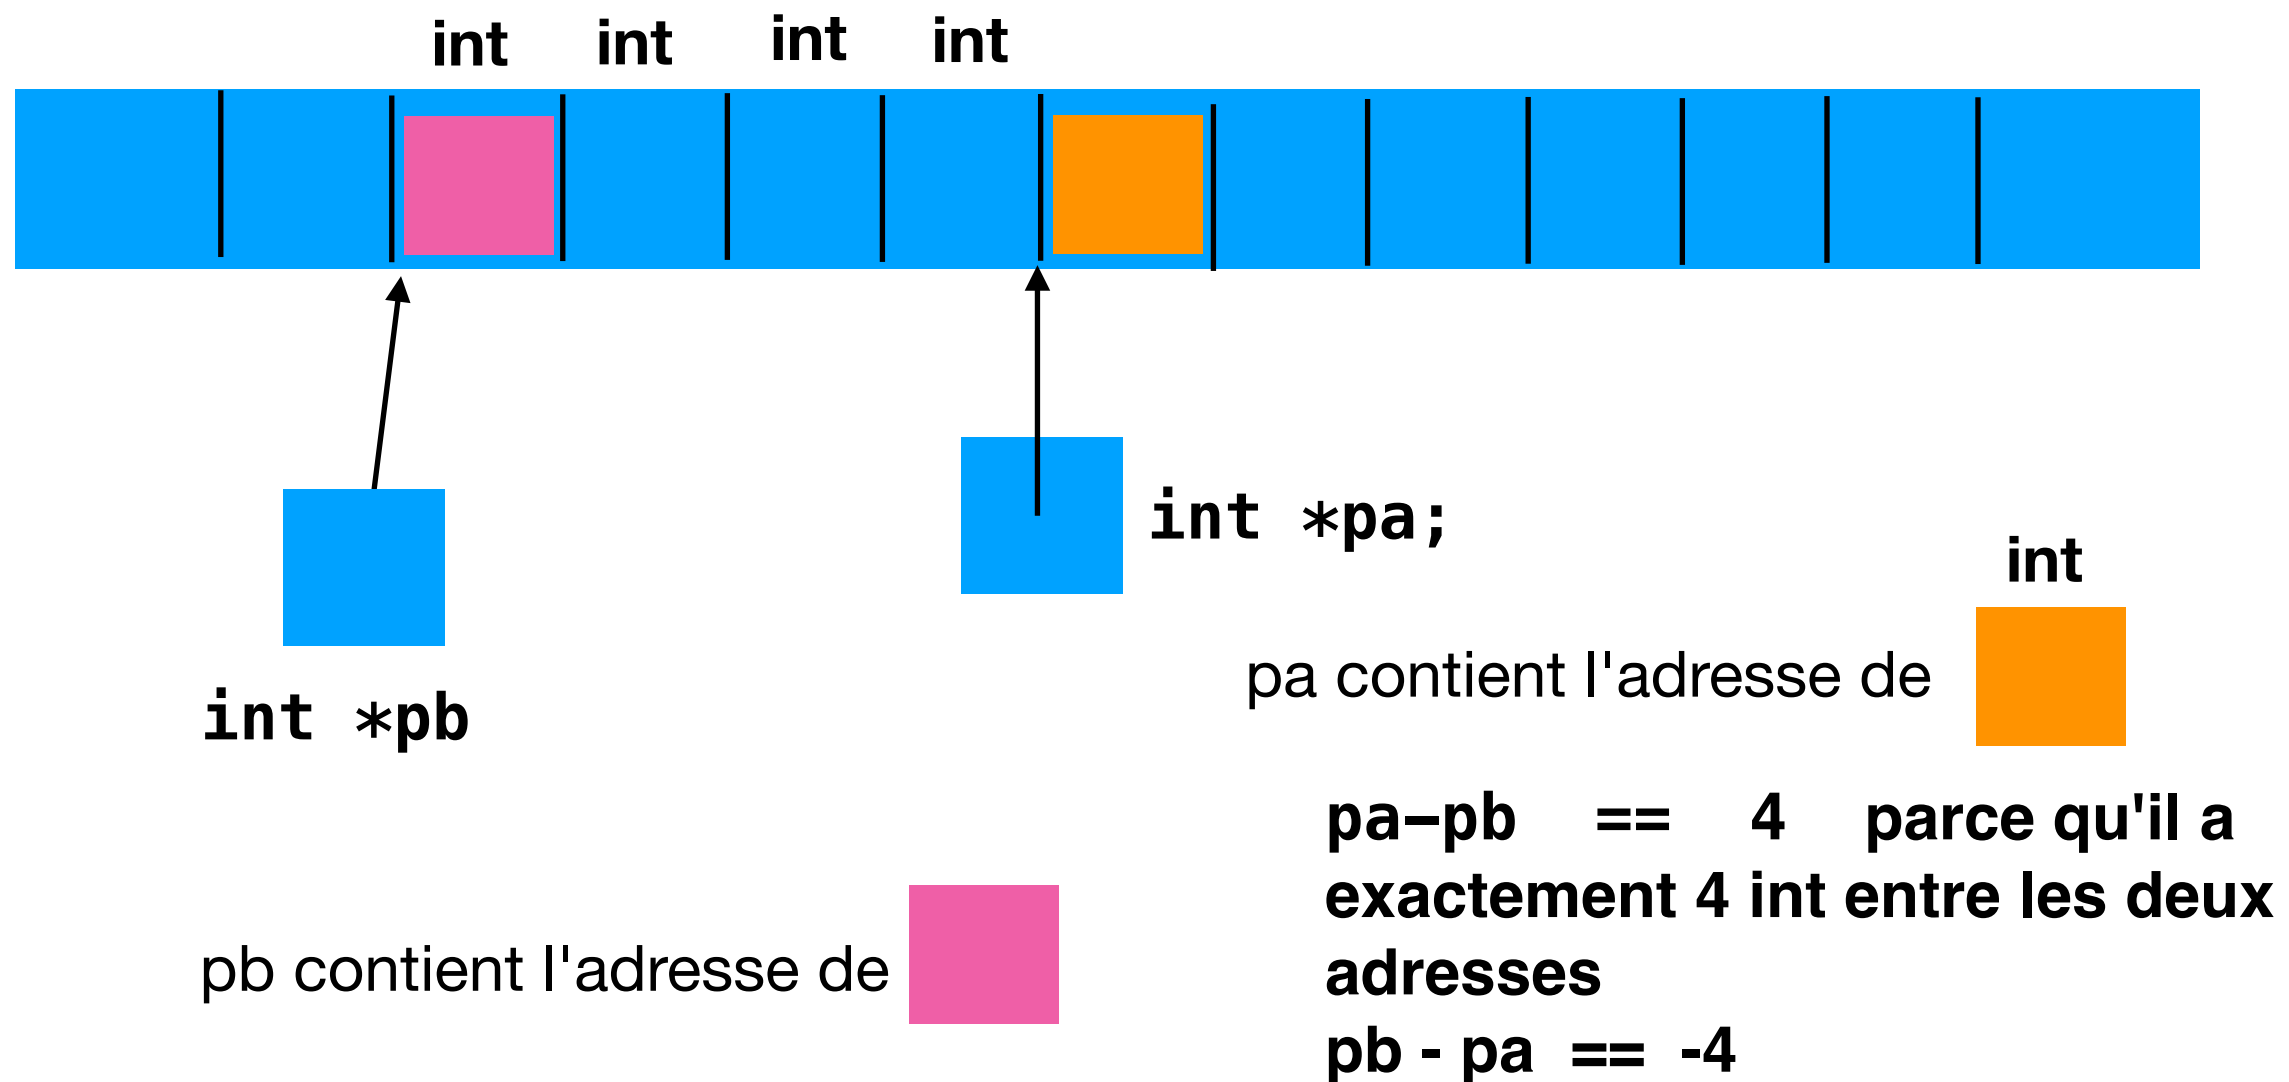 int int int int
int *pa;
int
pa contient l'adresse de
int *pb
pa-pb == 4 parce qu'il a
exactement 4 int entre les deux
adresses
pb - pa == -4
pb contient l'adresse de